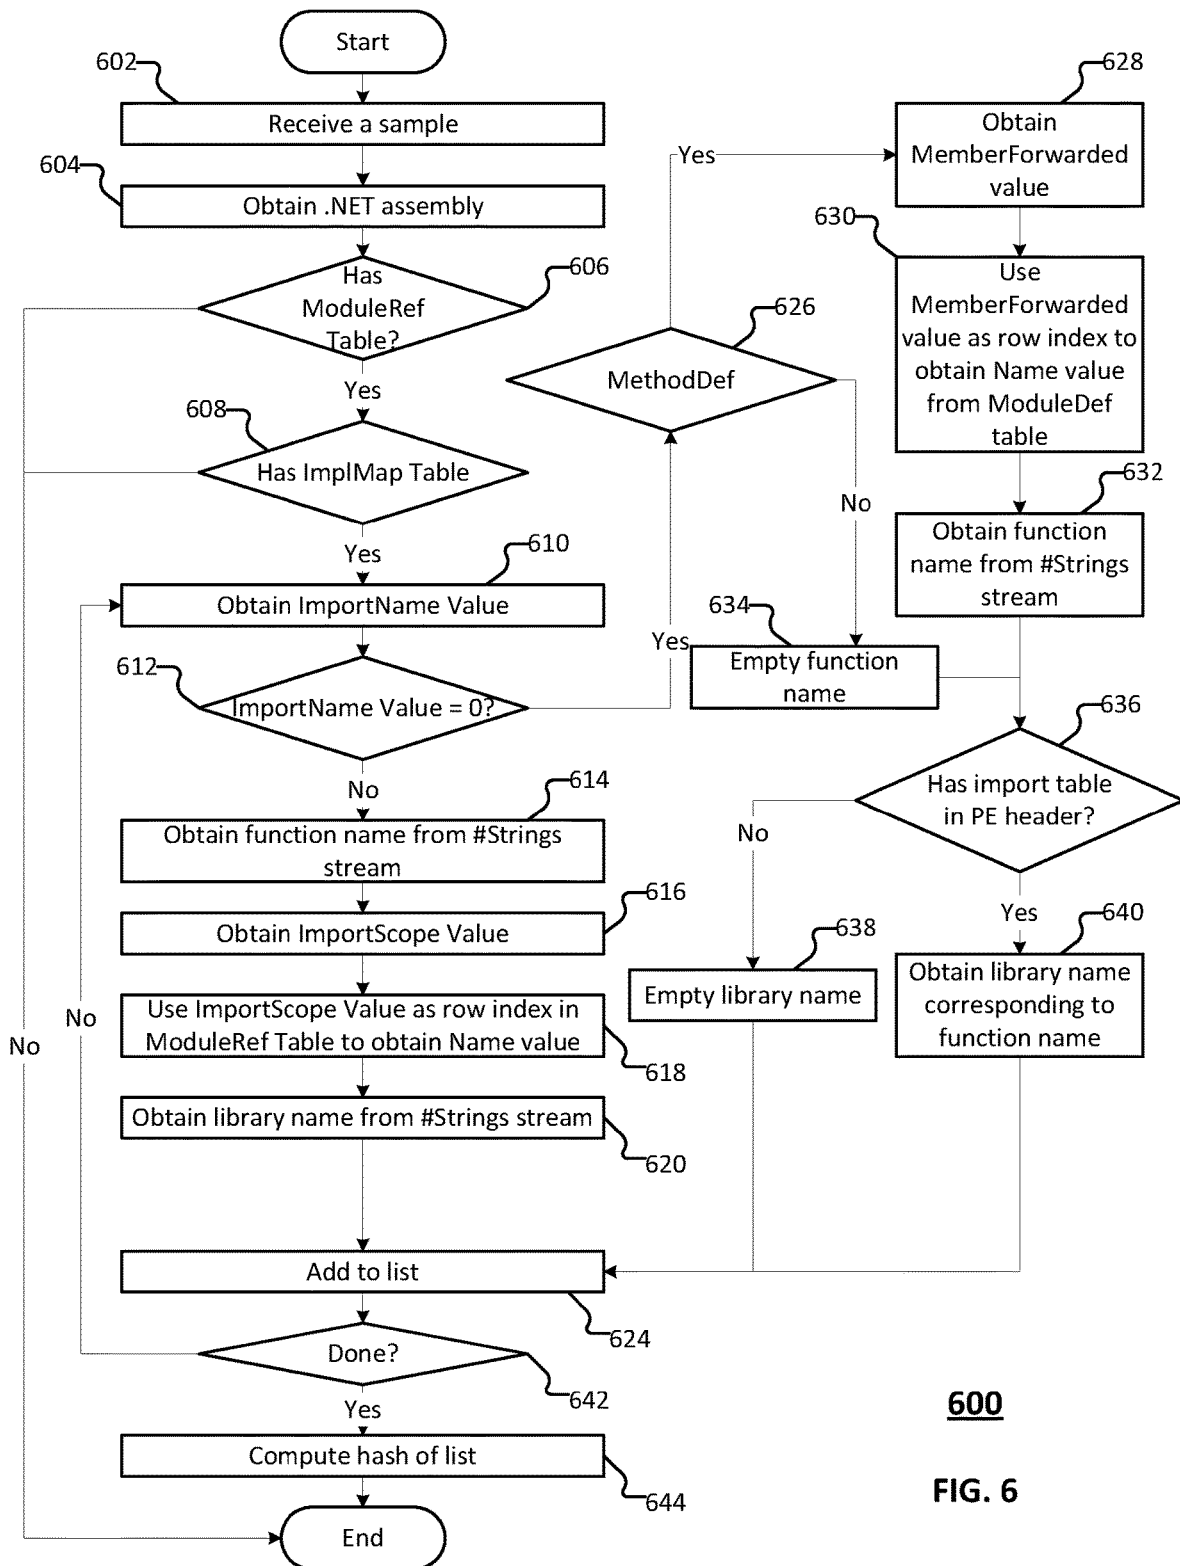 Start
602
Receive a sample
604
Obtain .NET assembly
Has
ModuleRef
Table?
606
Yes
608
Has ImplMap Table
Yes
610
Obtain ImportName Value
612
ImportName Value = 0?
Yes
No
614
Obtain function name from #Strings
stream
616
Obtain ImportScope Value
Use ImportScope Value as row index in
ModuleRef Table to obtain Name value
618
Obtain library name from #Strings stream
620
No
No
Add to list
624
Done?
642
Yes
Compute hash of list
644
End
626
MethodDef
Yes
No
628
Obtain
MemberForwarded
value
630
Use
MemberForwarded
value as row index to
obtain Name value
from ModuleDef
table
632
Obtain function
name from #Strings
stream
634
Empty function
name
636
Has import table
in PE header?
No
Yes
638
Empty library name
640
Obtain library name
corresponding to
function name
600
FIG. 6